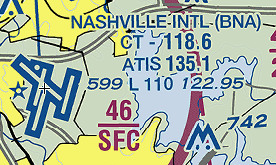 NASHVILLE INTL (BNA)
CT - 118.6
ATIS 135.1
599 L 110 122.95
46
SFC
742